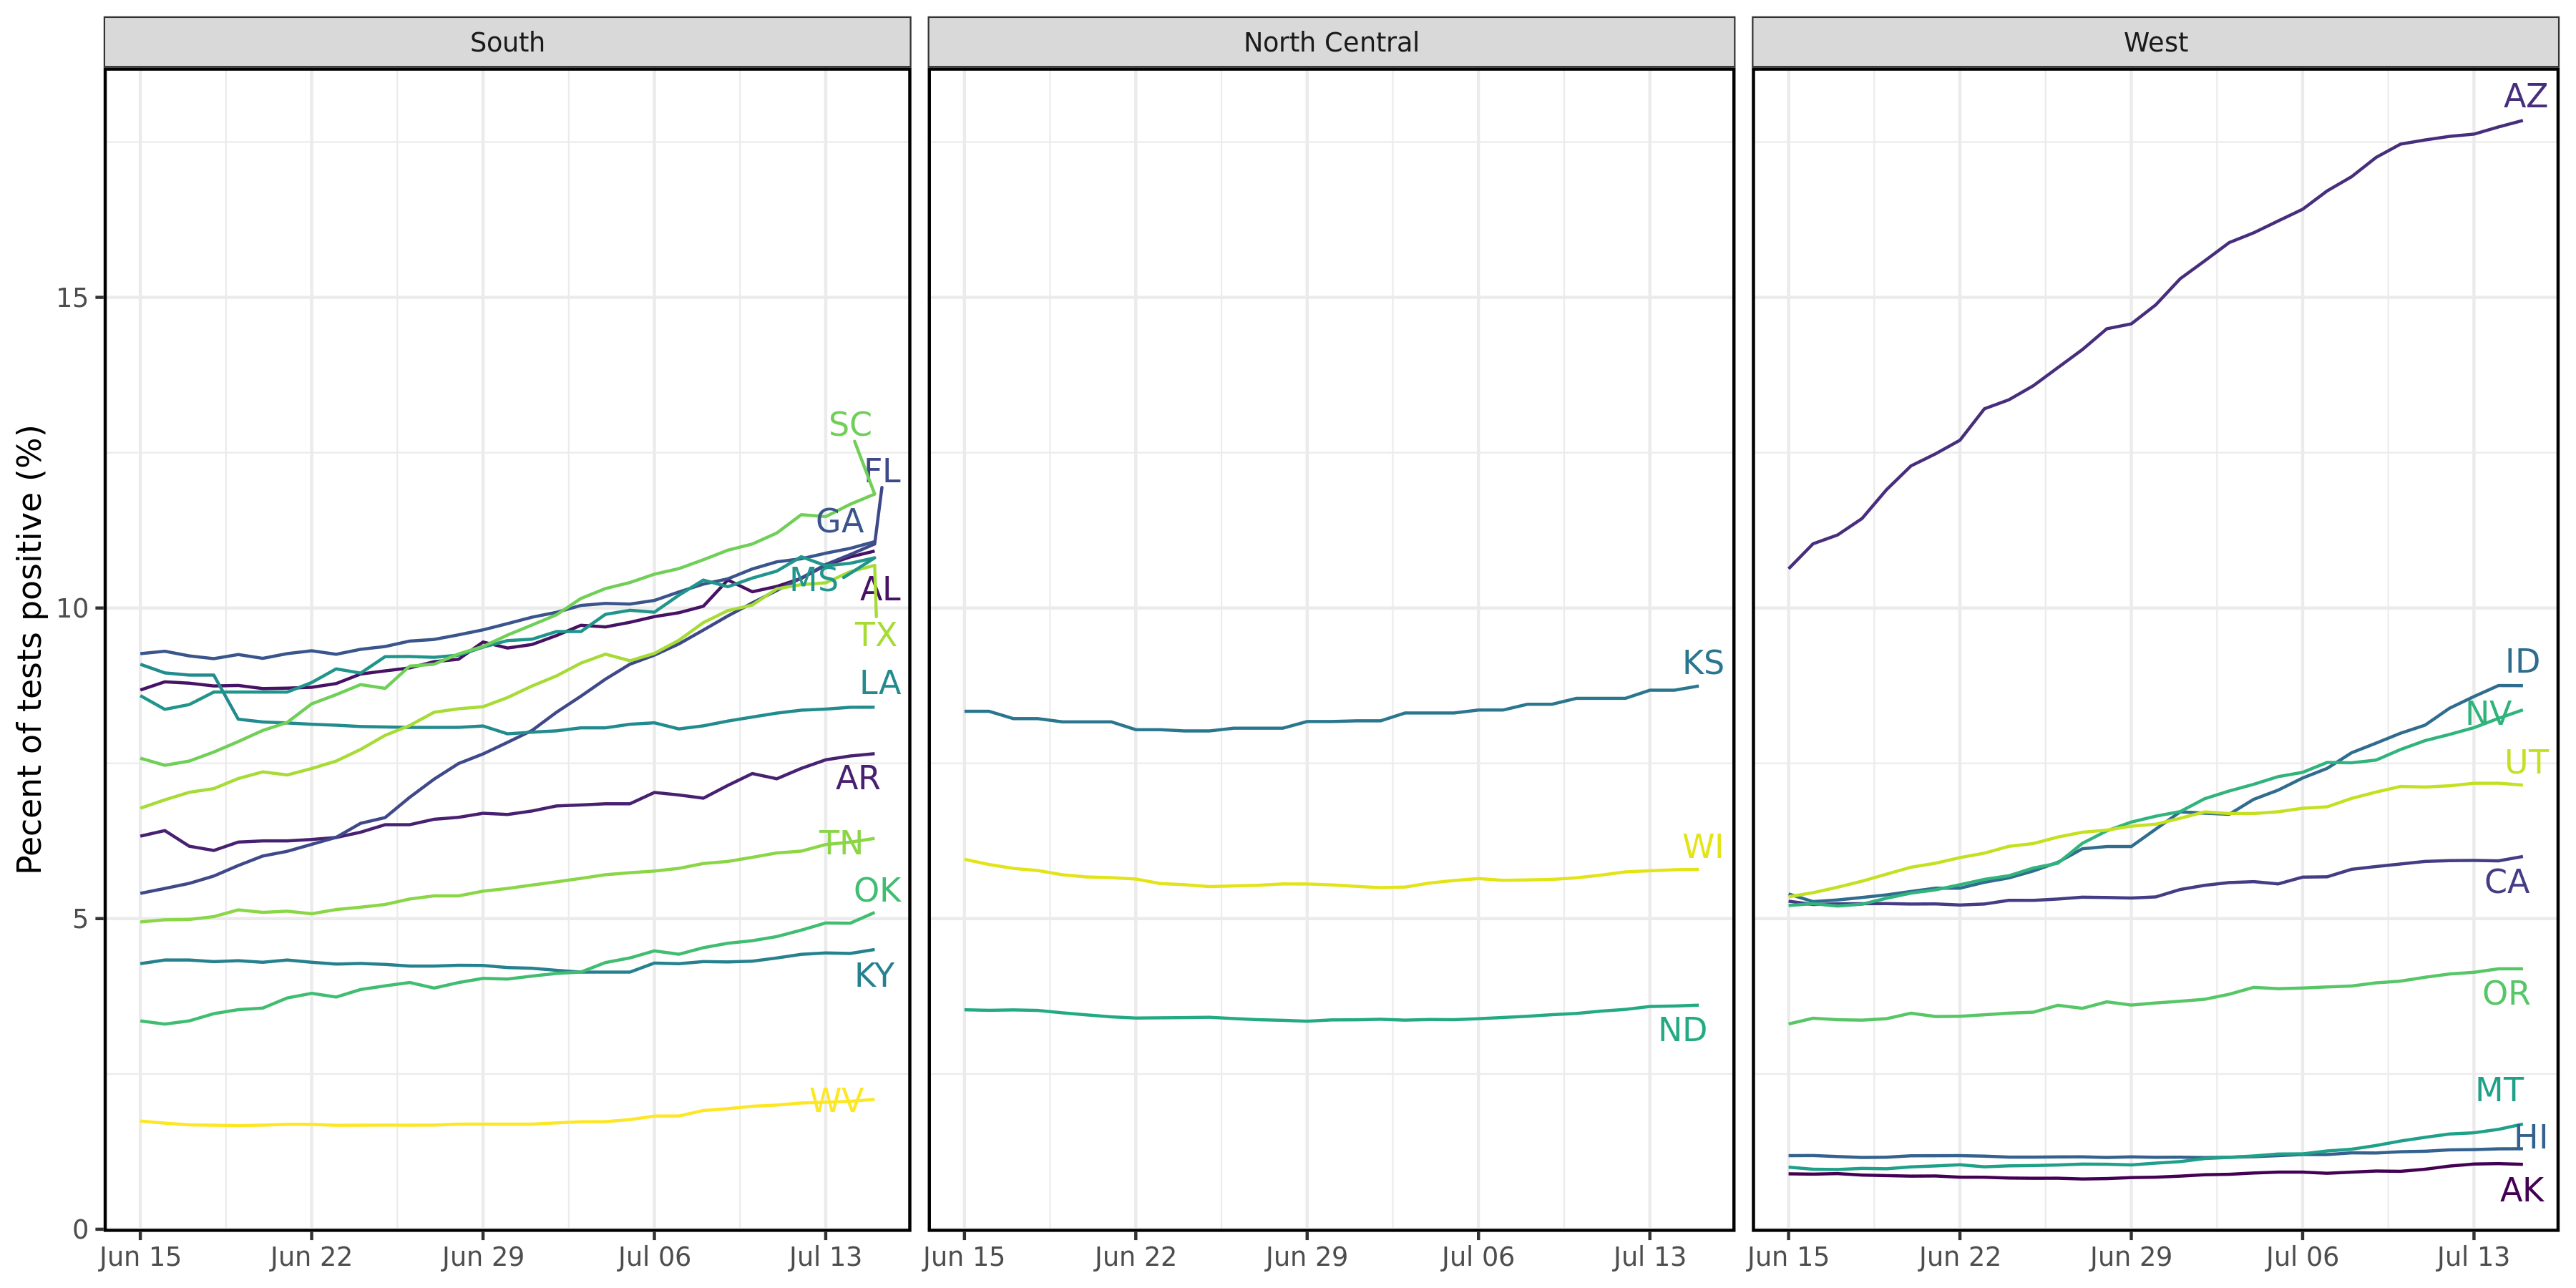 South
North Central
West
Pecent of tests positive (%)
15
10
5
0
SC
FL
GA
MS
AL
TX
LA
AR
TN
OK
KY
WV
KS
WI
ND
AZ
ID
NV
UT
CA
OR
MT
HI
AK
Jun 15 Jun 22 Jun 29 Jul 06 Jul 13
Jun 15 Jun 22 Jun 29 Jul 06 Jul 13
Jun 15 Jun 22 Jun 29 Jul 06 Jul 13